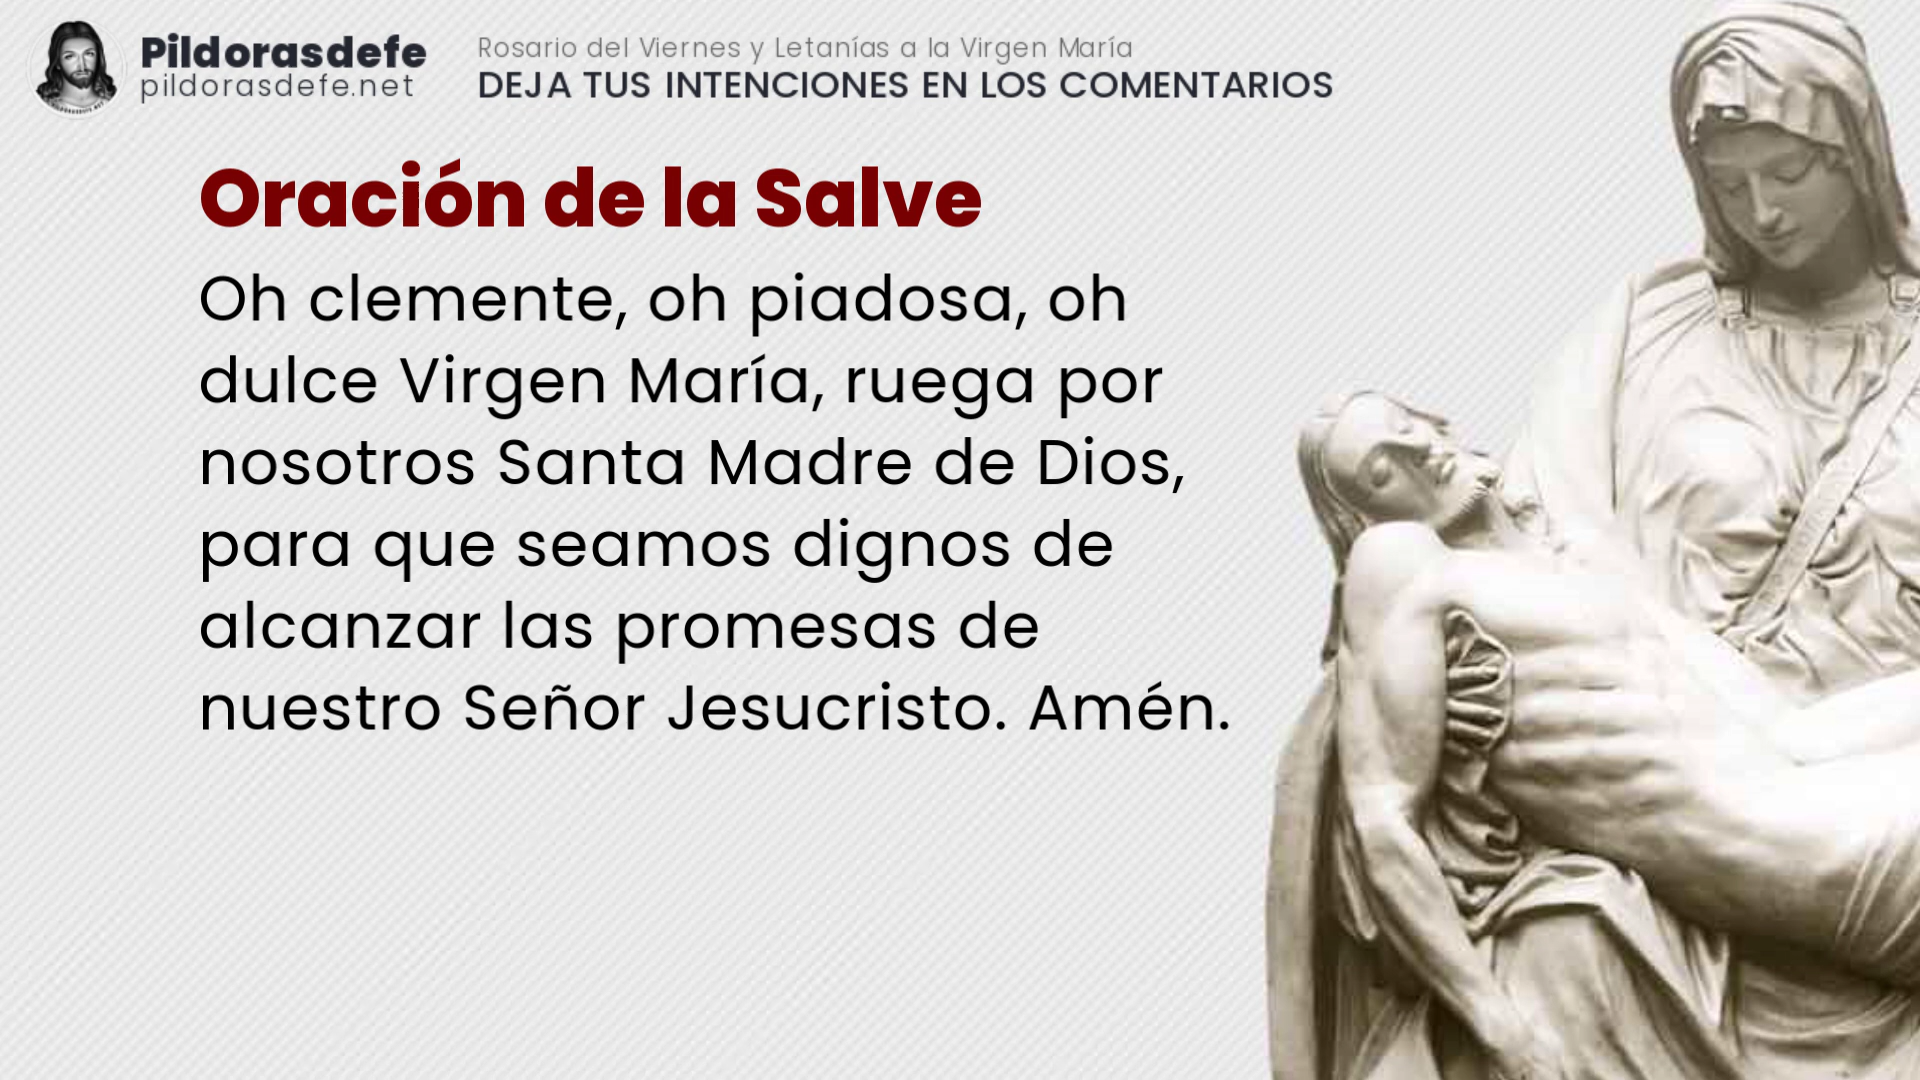 Pildorasdefe
pildorasdefe.net
Rosario del Viernes y Letanías a la Virgen María
DEJA TUS INTENCIONES EN LOS COMENTARIOS
Oración de la Salve
Oh clemente, oh piadosa, oh
dulce Virgen María, ruega por
nosotros Santa Madre de Dios,
para que seamos dignos de
alcanzar las promesas de
nuestro Señor Jesucristo. Amén.